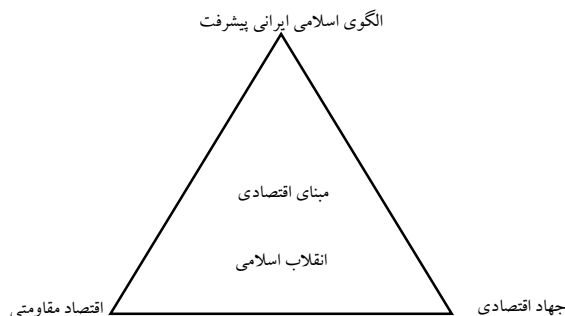 الگوی اسلامی ایرانی پیشرفت
مبنای اقتصادی
انقلاب اسلامی
جهاد اقتصادی
اقتصاد مقاومتی